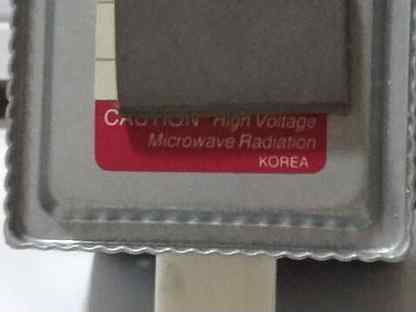 CAUTION High Voltage
Microwave Radiation
KOREA